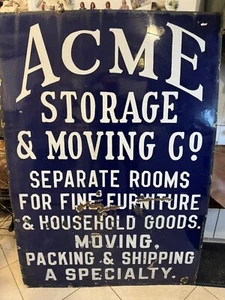 ACME
STORAGE
& MOVING CO
SEPARATE ROOMS
FOR FINE FURNITURE
& HOUSEHOLD GOODS.
MOVING,
PACKING & SHIPPING
A SPECIALTY.